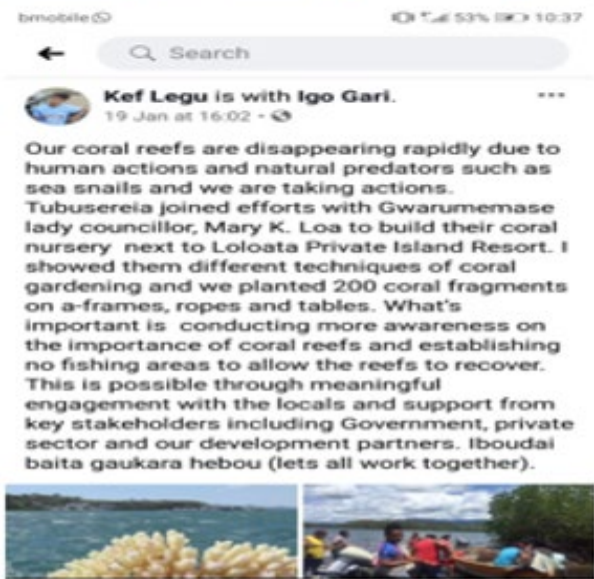 bmobile 53% 10:37
Search
Kef Legu is with Igo Gari.
19 Jan at 16:02
Our coral reefs are disappearing rapidly due to
human actions and natural predators such as
sea snails and we are taking actions.
Tubusereia joined efforts with Gwarumemase
lady councillor, Mary K. Loa to build their coral
nursery next to Loloata Private Island Resort. I
showed them different techniques of coral
gardening and we planted 200 coral fragments
on a-frames, ropes and tables. What's
important is conducting more awareness on
the importance of coral reefs and establishing
no fishing areas to allow the reefs to recover.
This is possible through meaningful
engagement with the locals and support from
key stakeholders including Government, private
sector and our development partners. Iboudai
baita gaukara hebou (lets all work together).